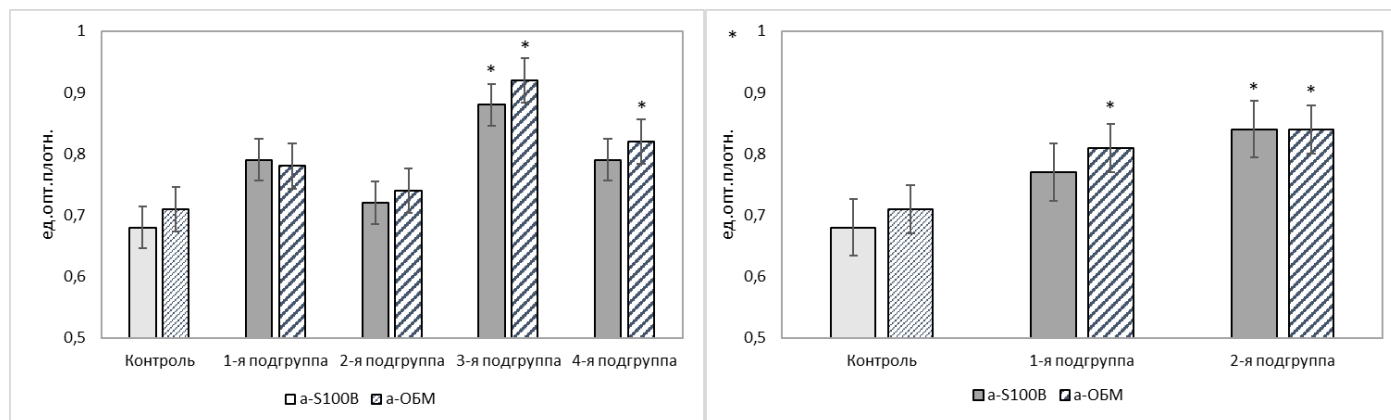 1
*
*
0,9
*
0,8
0,7
0,6
0,5
ед.опт.плотн.
Контроль
1-я подгруппа
2-я подгруппа
3-я подгруппа
4-я подгруппа
a-S100B
a-ОБМ
*
1
0,9
*
*
*
0,8
0,7
0,6
0,5
ед.опт.плотн.
Контроль
1-я подгруппа
2-я подгруппа
a-S100B
a-ОБМ